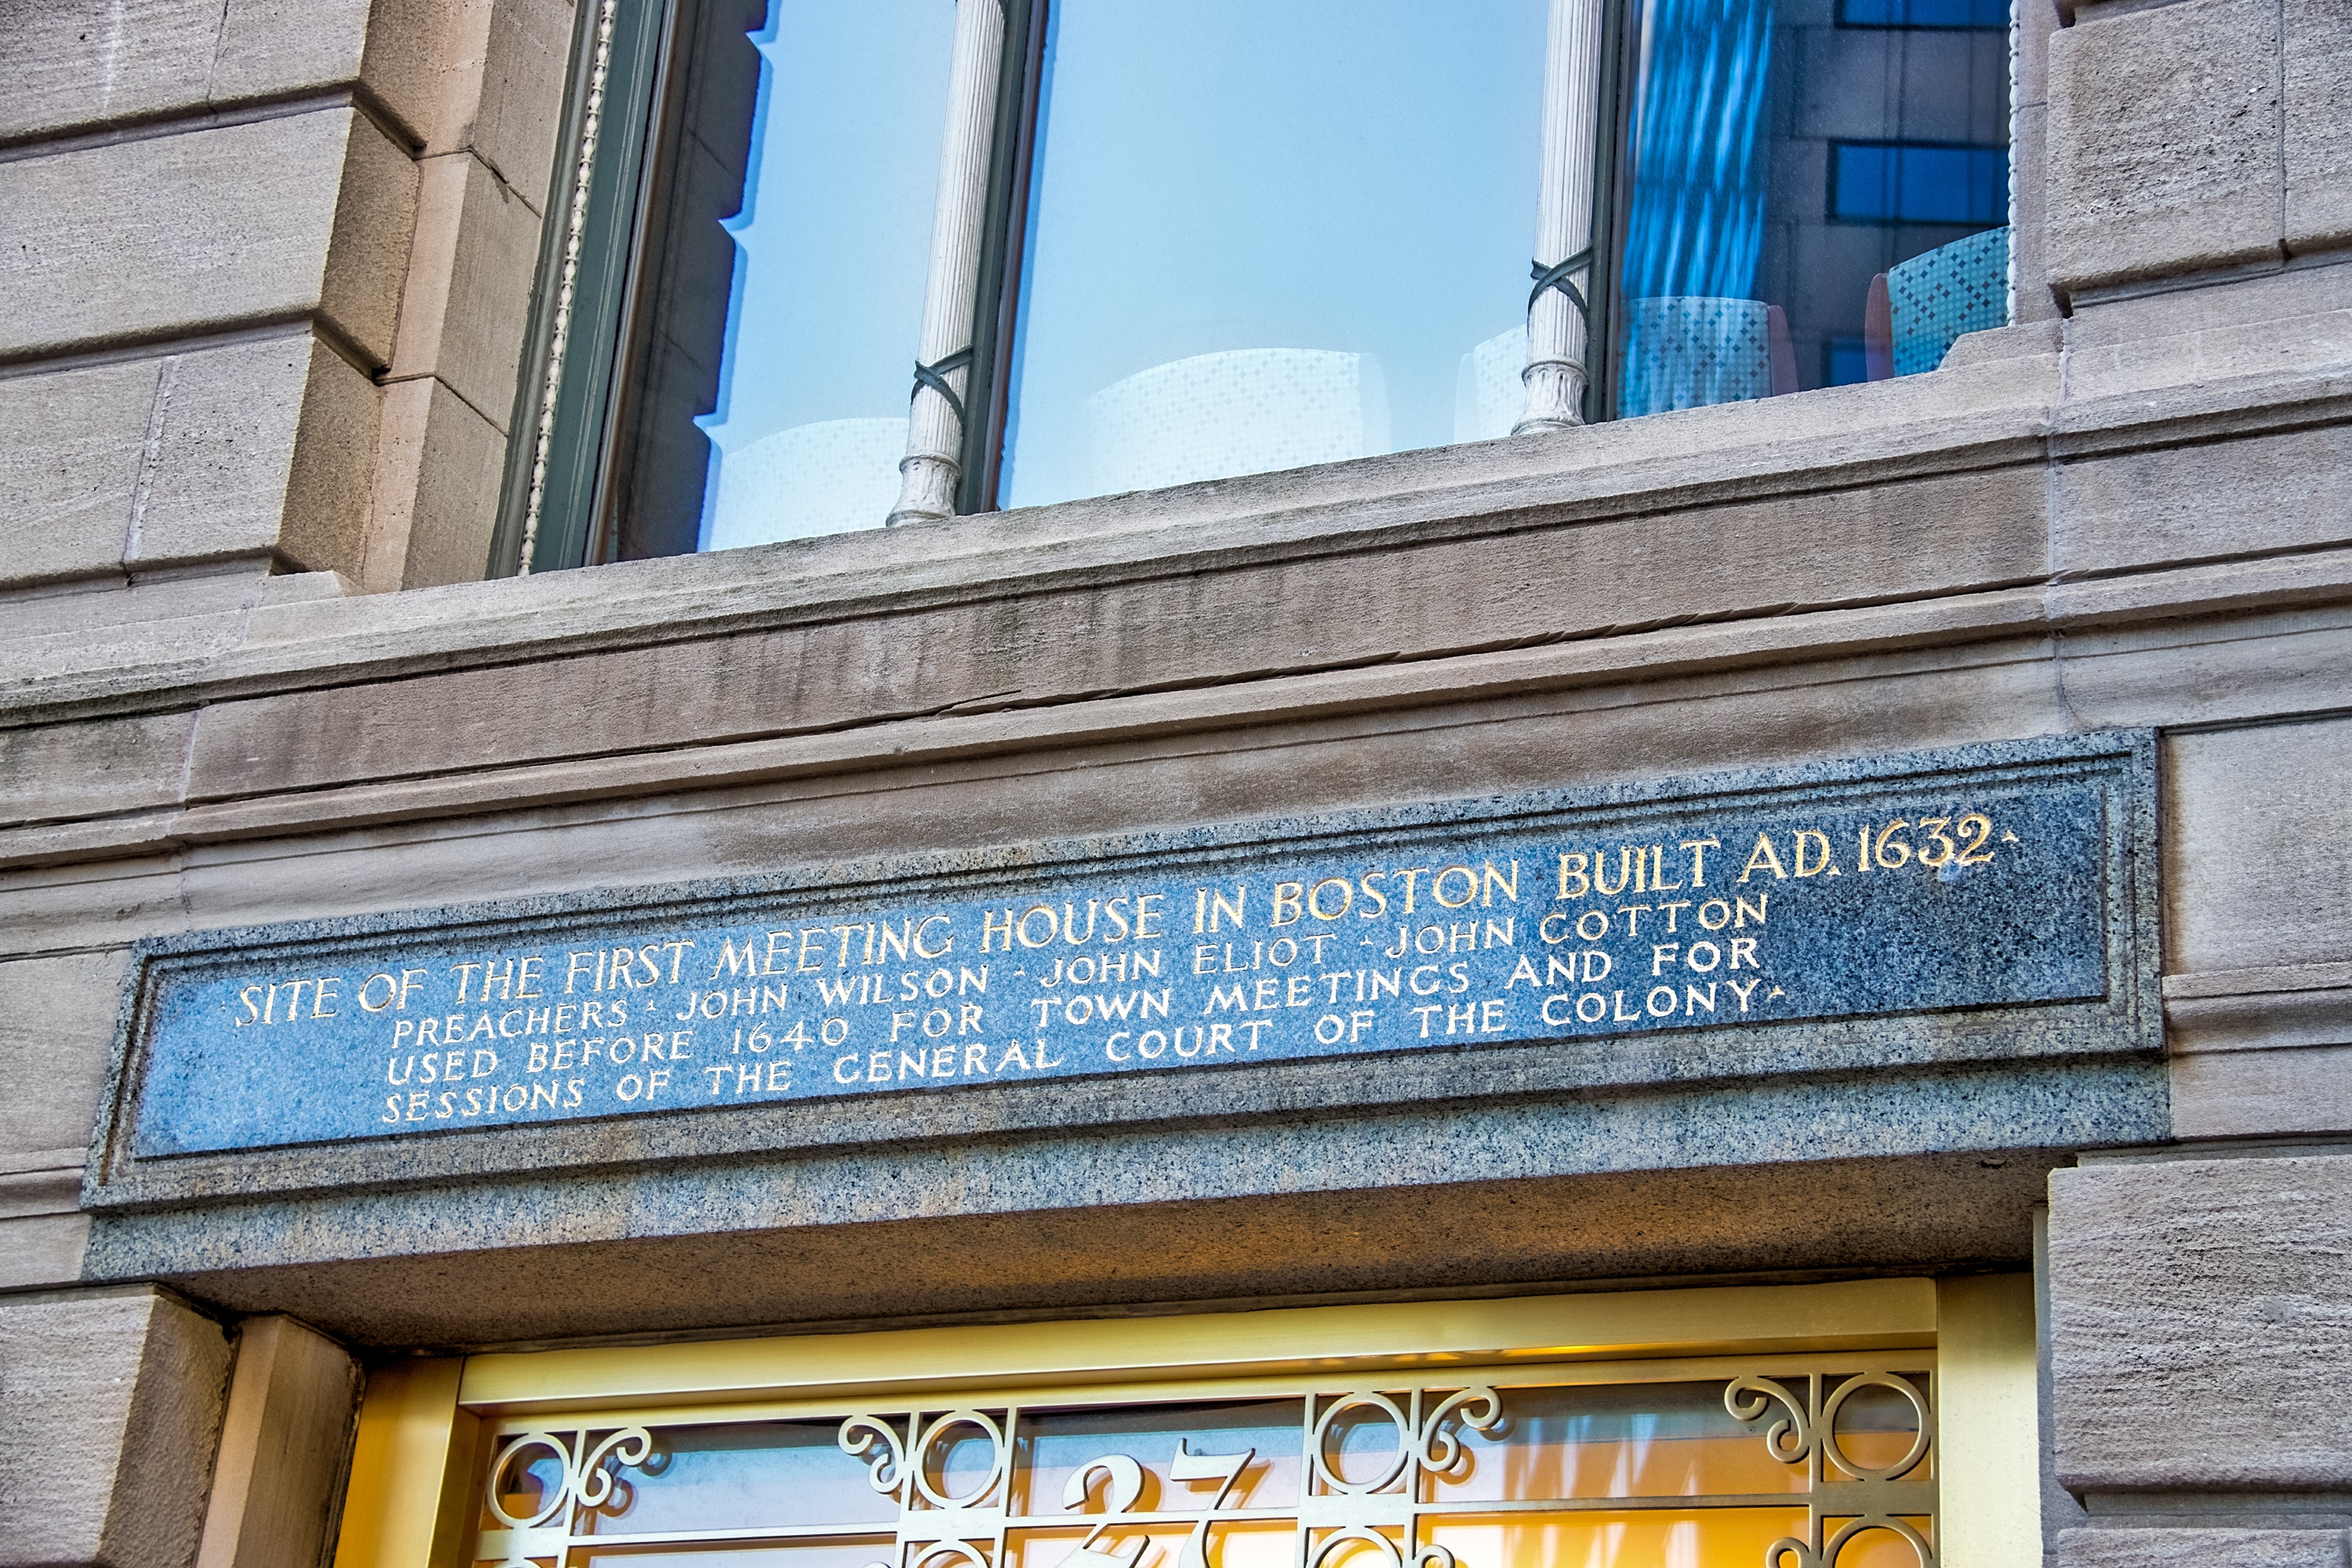 SITE OF THE FIRST MEETING HOUSE IN BOSTON BUILT A.D. 1632 ·
PREACHERS · JOHN WILSON · JOHN ELIOT · JOHN COTTON
USED BEFORE 1640 FOR TOWN MEETINGS AND FOR
SESSIONS OF THE GENERAL COURT OF THE COLONY ·
27